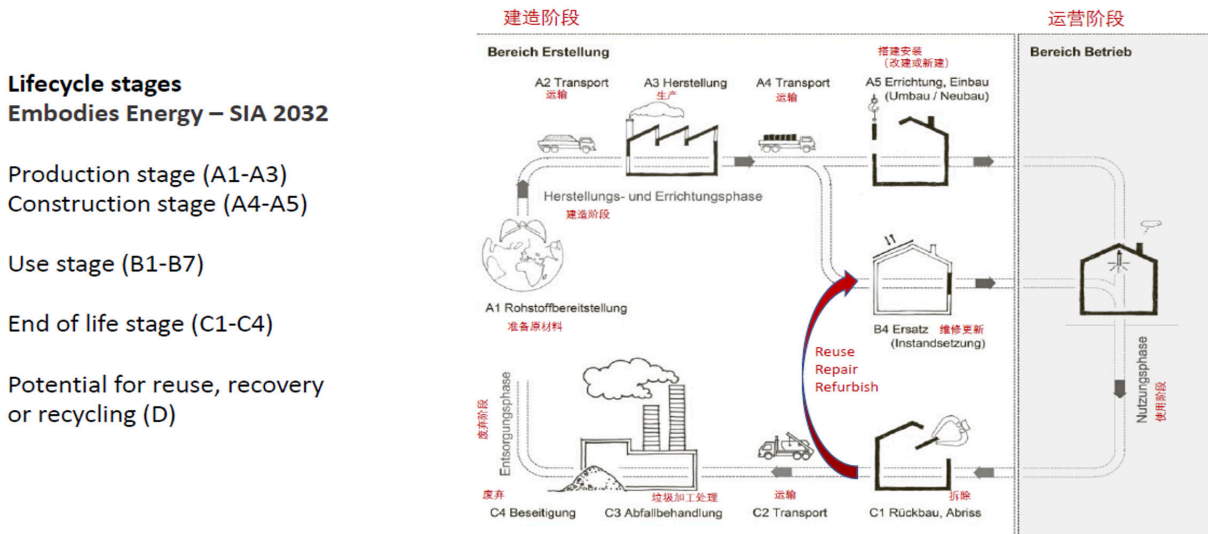 Lifecycle stages
Embodies Energy – SIA 2032
Production stage (A1-A3)
Construction stage (A4-A5)
Use stage (B1-B7)
End of life stage (C1-C4)
Potential for reuse, recovery
or recycling (D)
建造阶段
运营阶段
Bereich Erstellung
Bereich Betrieb
搭建安装
(改建或新建)
A2 Transport
运输
A3 Herstellung
生产
A4 Transport
运输
A5 Errichtung, Einbau
(Umbau / Neubau)
Herstellungs- und Errichtungsphase
建造阶段
A1 Rohstoffbereitstellung
准备原材料
B4 Ersatz 维修更新
(Instandsetzung)
Reuse
Repair
Refurbish
Nutzungsphase
使用阶段
Entsorgungsphase
废弃阶段
废弃
C4 Beseitigung
垃圾加工处理
C3 Abfallbehandlung
运输
C2 Transport
拆除
C1 Rückbau, Abriss